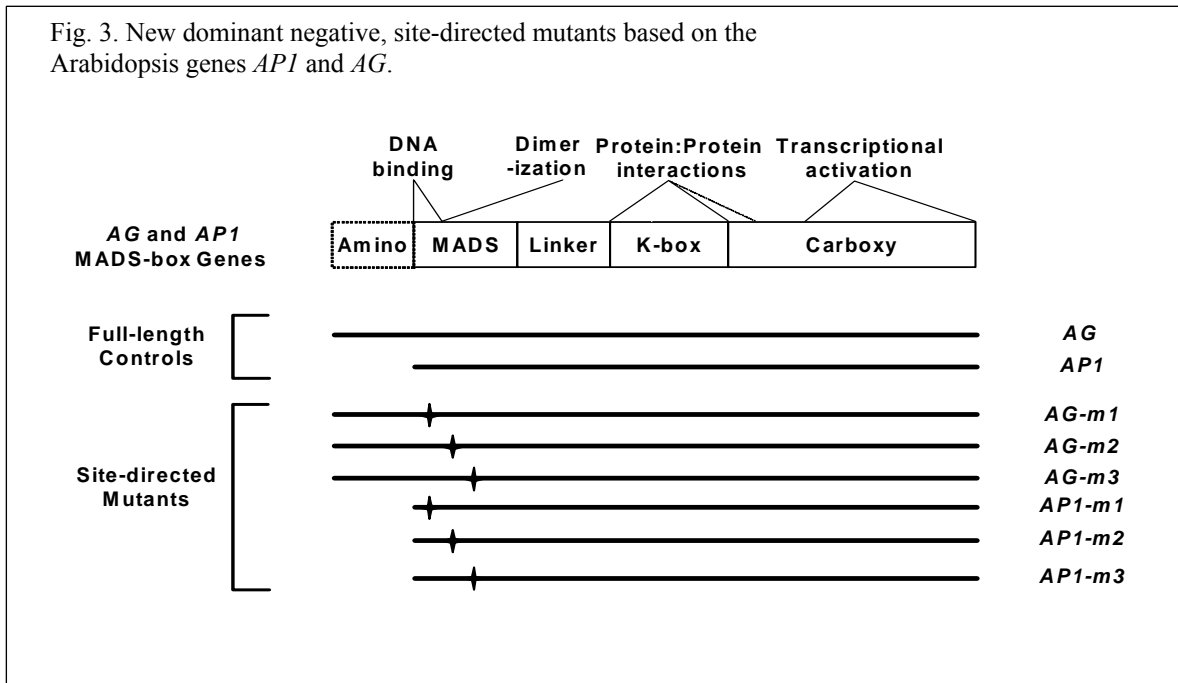 Fig. 3. New dominant negative, site-directed mutants based on the
Arabidopsis genes AP1 and AG.
DNA
binding
Dimer
-ization
Protein:Protein
interactions
Transcriptional
activation
AG and AP1
MADS-box Genes
Amino
MADS
Linker
K-box
Carboxy
Full-length
Controls
AG
AP1
Site-directed
Mutants
AG-m1
AG-m2
AG-m3
AP1-m1
AP1-m2
AP1-m3